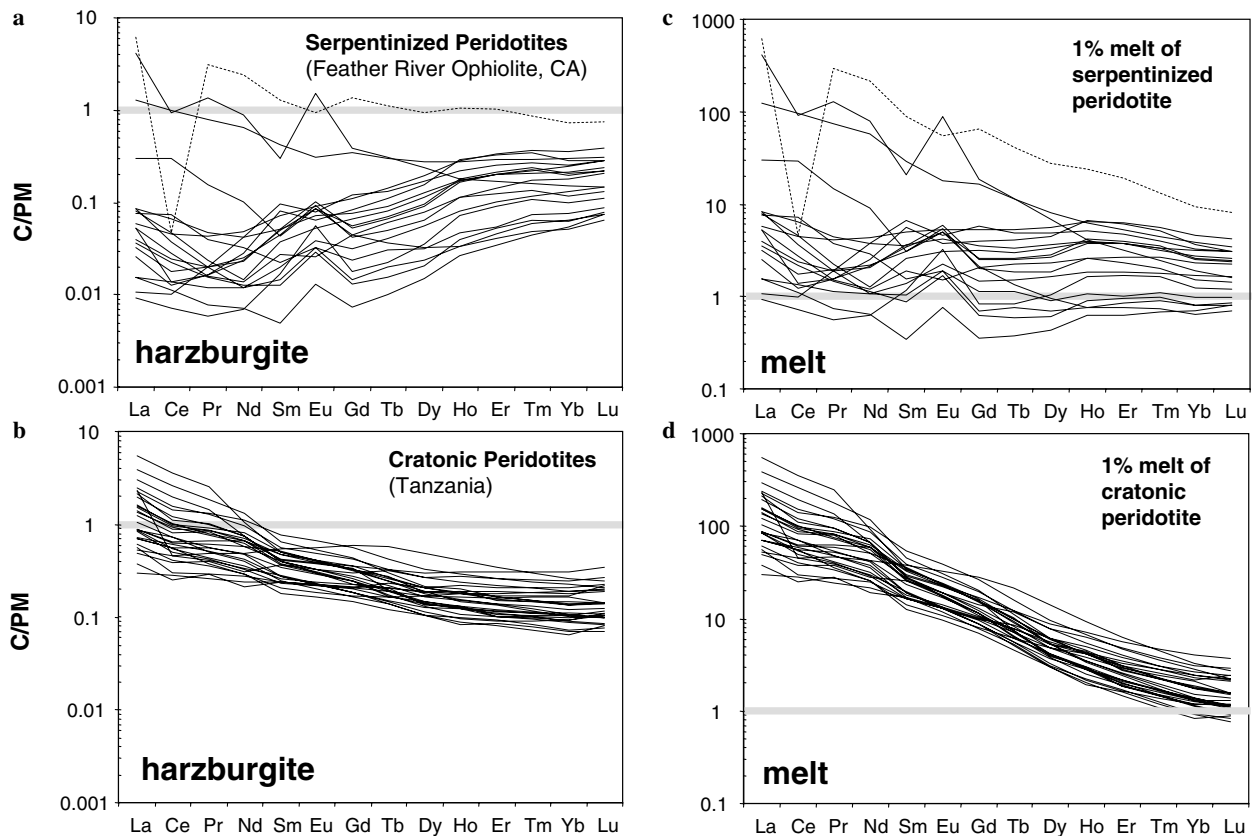 a
C/PM
10
1
0.1
0.01
0.001
Serpentinized Peridotites
(Feather River Ophiolite, CA)
harzburgite
La Ce Pr Nd Sm Eu Gd Tb Dy Ho Er Tm Yb Lu
c
1000
100
10
1
0.1
1% melt of
serpentinized
peridotite
melt
La Ce Pr Nd Sm Eu Gd Tb Dy Ho Er Tm Yb Lu
b
C/PM
10
1
0.1
0.01
0.001
Cratonic Peridotites
(Tanzania)
harzburgite
La Ce Pr Nd Sm Eu Gd Tb Dy Ho Er Tm Yb Lu
d
1000
100
10
1
0.1
1% melt of
cratonic
peridotite
melt
La Ce Pr Nd Sm Eu Gd Tb Dy Ho Er Tm Yb Lu